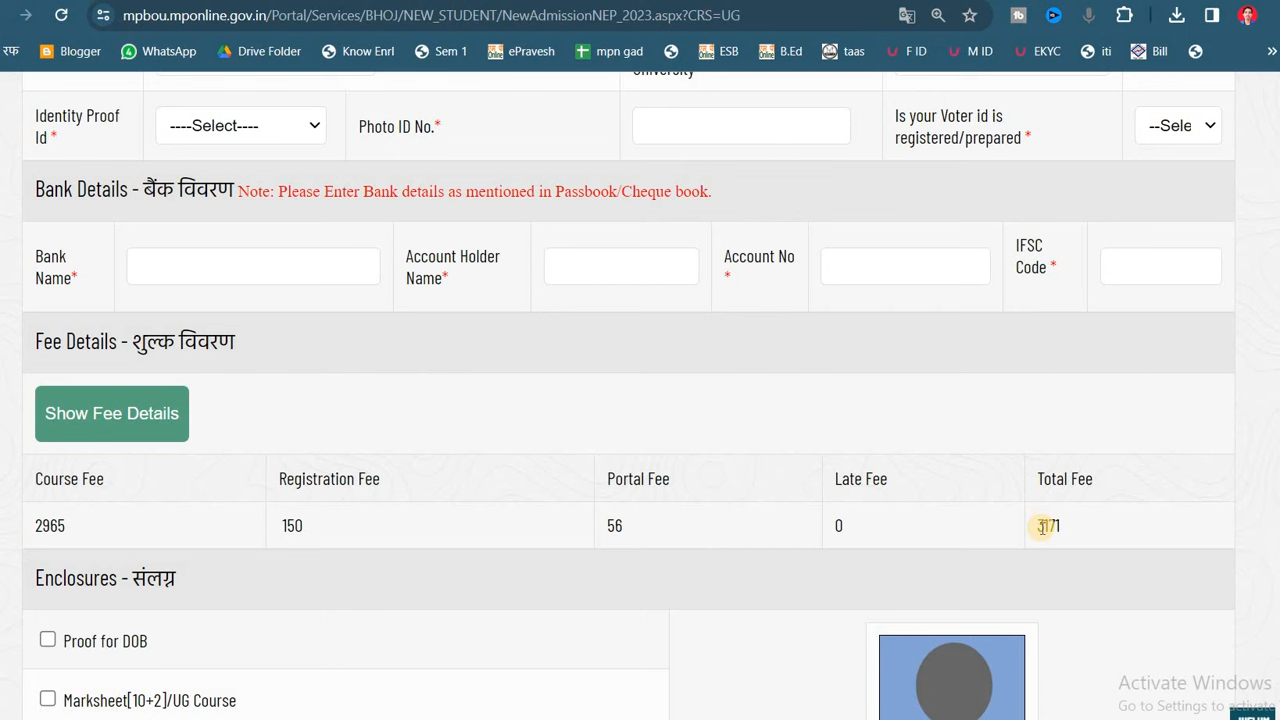 mpbou.mponline.gov.in/Portal/Services/BHOJ/NEW_STUDENT/NewAdmissionNEP_2023.aspx?CRS=UG
रफ Blogger WhatsApp Drive Folder Know Enrl Sem 1 ePravesh mpn gad ESB B.Ed taas F ID M ID EKYC iti Bill »
University
Identity Proof Id * ----Select---- Photo ID No.* Is your Voter id is registered/prepared * --Sele
Bank Details - बैंक विवरण Note: Please Enter Bank details as mentioned in Passbook/Cheque book.
Bank Name* Account Holder Name* Account No * IFSC Code *
Fee Details - शुल्क विवरण
Show Fee Details
Course Fee Registration Fee Portal Fee Late Fee Total Fee
2965 150 56 0 3171
Enclosures - संलग्न
Proof for DOB
Marksheet[10+2]/UG Course
Activate Windows
Go to Settings to activate